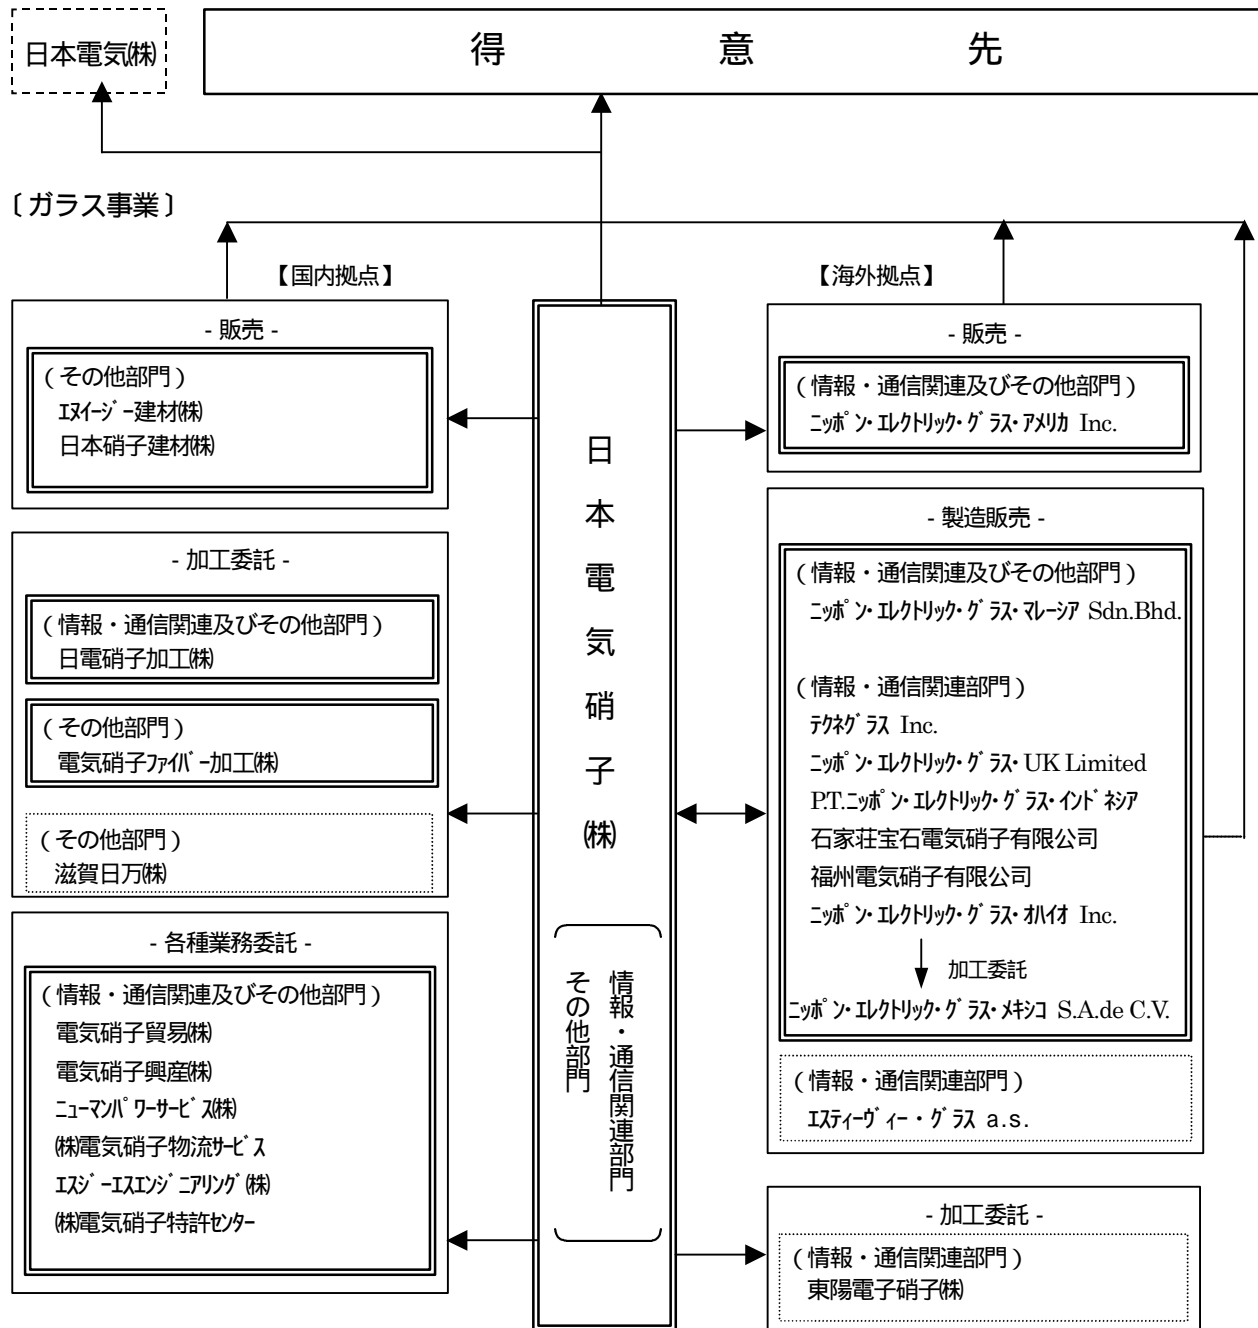 日本電気㈱
得意先
〔ガラス事業〕
【国内拠点】
- 販売 -
(その他部門)
エヌイージー建材㈱
日本硝子建材㈱
- 加工委託 -
(情報・通信関連及びその他部門)
日電硝子加工㈱
(その他部門)
電気硝子ファイバー加工㈱
(その他部門)
滋賀日万㈱
- 各種業務委託 -
(情報・通信関連及びその他部門)
電気硝子貿易㈱
電気硝子興産㈱
ニューマンパワーサービス㈱
㈱電気硝子物流サービス
エスジーエスエンジニアリング㈱
㈱電気硝子特許センター
日本電気硝子㈱
情報・通信関連部門
その他部門
【海外拠点】
- 販売 -
(情報・通信関連及びその他部門)
ニッポン・エレクトリック・グラス・アメリカ Inc.
- 製造販売 -
(情報・通信関連及びその他部門)
ニッポン・エレクトリック・グラス・マレーシア Sdn.Bhd.
(情報・通信関連部門)
テクネグラス Inc.
ニッポン・エレクトリック・グラス・UK Limited
P.T.ニッポン・エレクトリック・グラス・インドネシア
石家荘宝石電気硝子有限公司
福州電気硝子有限公司
ニッポン・エレクトリック・グラス・オハイオ Inc.
加工委託
ニッポン・エレクトリック・グラス・メキシコ S.A.de C.V.
(情報・通信関連部門)
エスティーヴィー・グラス a.s.
- 加工委託 -
(情報・通信関連部門)
東陽電子硝子㈱